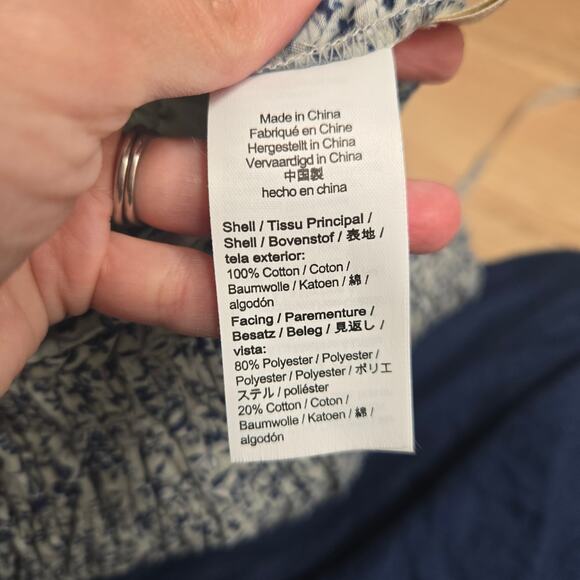 Made in China
Fabriqué en Chine
Hergestellt in China
Vervaardigd in China
中国製
hecho en china
Shell / Tissu Principal /
Shell / Bovenstof / 表地 /
tela exterior:
100% Cotton / Coton /
Baumwolle / Katoen / 綿 /
algodón
Facing / Parementure /
Besatz / Beleg / 見返し /
vista:
80% Polyester / Polyester /
Polyester / Polyester / ポリエ
ステル / poliéster
20% Cotton / Coton /
Baumwolle / Katoen / 綿 /
algodón